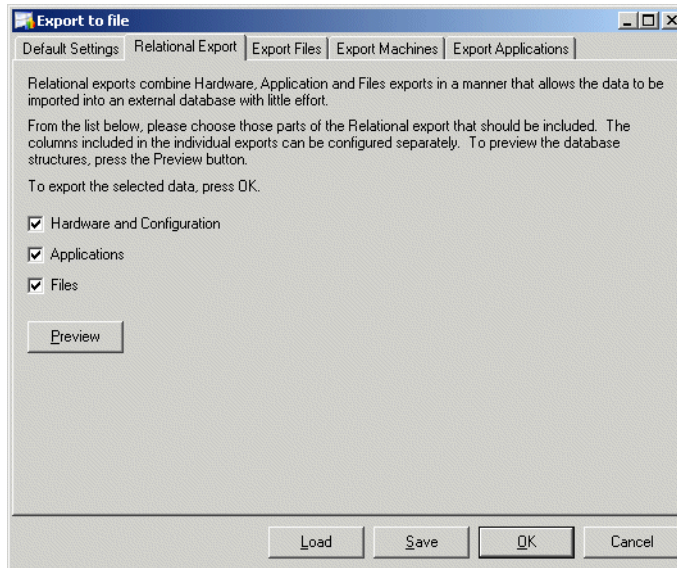 Export to file
Default Settings
Relational Export
Export Files
Export Machines
Export Applications
Relational exports combine Hardware, Application and Files exports in a manner that allows the data to be
imported into an external database with little effort.
From the list below, please choose those parts of the Relational export that should be included.  The
columns included in the individual exports can be configured separately.  To preview the database
structures, press the Preview button.
To export the selected data, press OK.
Hardware and Configuration
Applications
Files
Preview
Load
Save
OK
Cancel